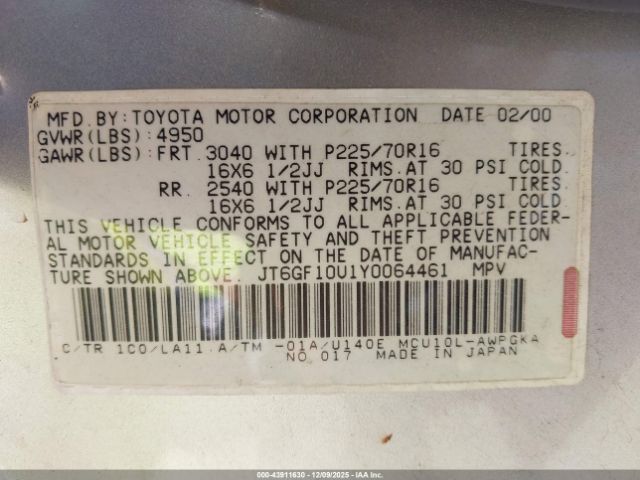 MFD.BY:TOYOTA MOTOR CORPORATION DATE 02/00
GVWR(LBS):4950
GAWR(LBS):FRT.3040 WITH P225/70R16 TIRES.
16X6 1/2JJ RIMS.AT 30 PSI COLD.
RR. 2540 WITH P225/70R16 TIRES.
16X6 1/2JJ RIMS.AT 30 PSI COLD.
THIS VEHICLE CONFORMS TO ALL APPLICABLE FEDER-
AL MOTOR VEHICLE SAFETY AND THEFT PREVENTION
STANDARDS IN EFFECT ON THE DATE OF MANUFAC-
TURE SHOWN ABOVE. JT6GF10U1Y0064461 MPV
C/TR 1C0/LA11.A/TM -01A/U140E MCU10L-AWPGKA
NO.017 MADE IN JAPAN
000-43911630 - 12/09/2025 - IAA Inc.